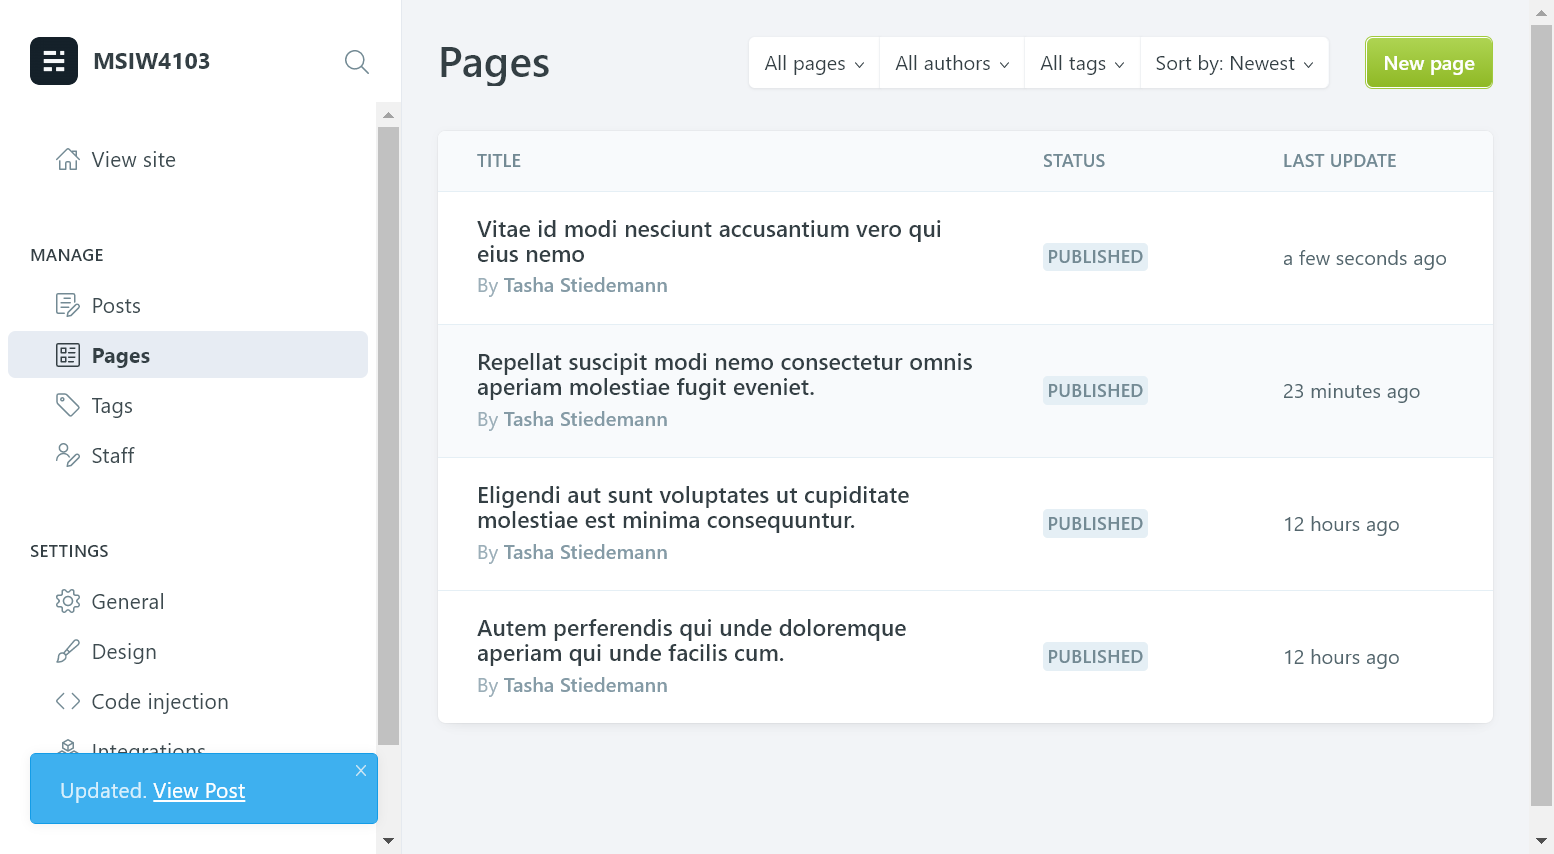 MSIW4103
View site
MANAGE
Posts
Pages
Tags
Staff
SETTINGS
General
Design
Code injection
Integrations
Updated. View Post
Pages
All pages
All authors
All tags
Sort by: Newest
New page
TITLE
STATUS
LAST UPDATE
Vitae id modi nesciunt accusantium vero qui
eius nemo
By Tasha Stiedemann
PUBLISHED
a few seconds ago
Repellat suscipit modi nemo consectetur omnis
aperiam molestiae fugit eveniet.
By Tasha Stiedemann
PUBLISHED
23 minutes ago
Eligendi aut sunt voluptates ut cupiditate
molestiae est minima consequuntur.
By Tasha Stiedemann
PUBLISHED
12 hours ago
Autem perferendis qui unde doloremque
aperiam qui unde facilis cum.
By Tasha Stiedemann
PUBLISHED
12 hours ago